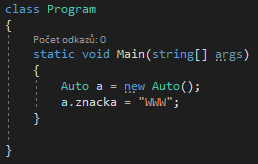 class Program
{
Počet odkazů: 0
static void Main(string[] args)
{
Auto a = new Auto();
a.znacka = "WWW";
}
}